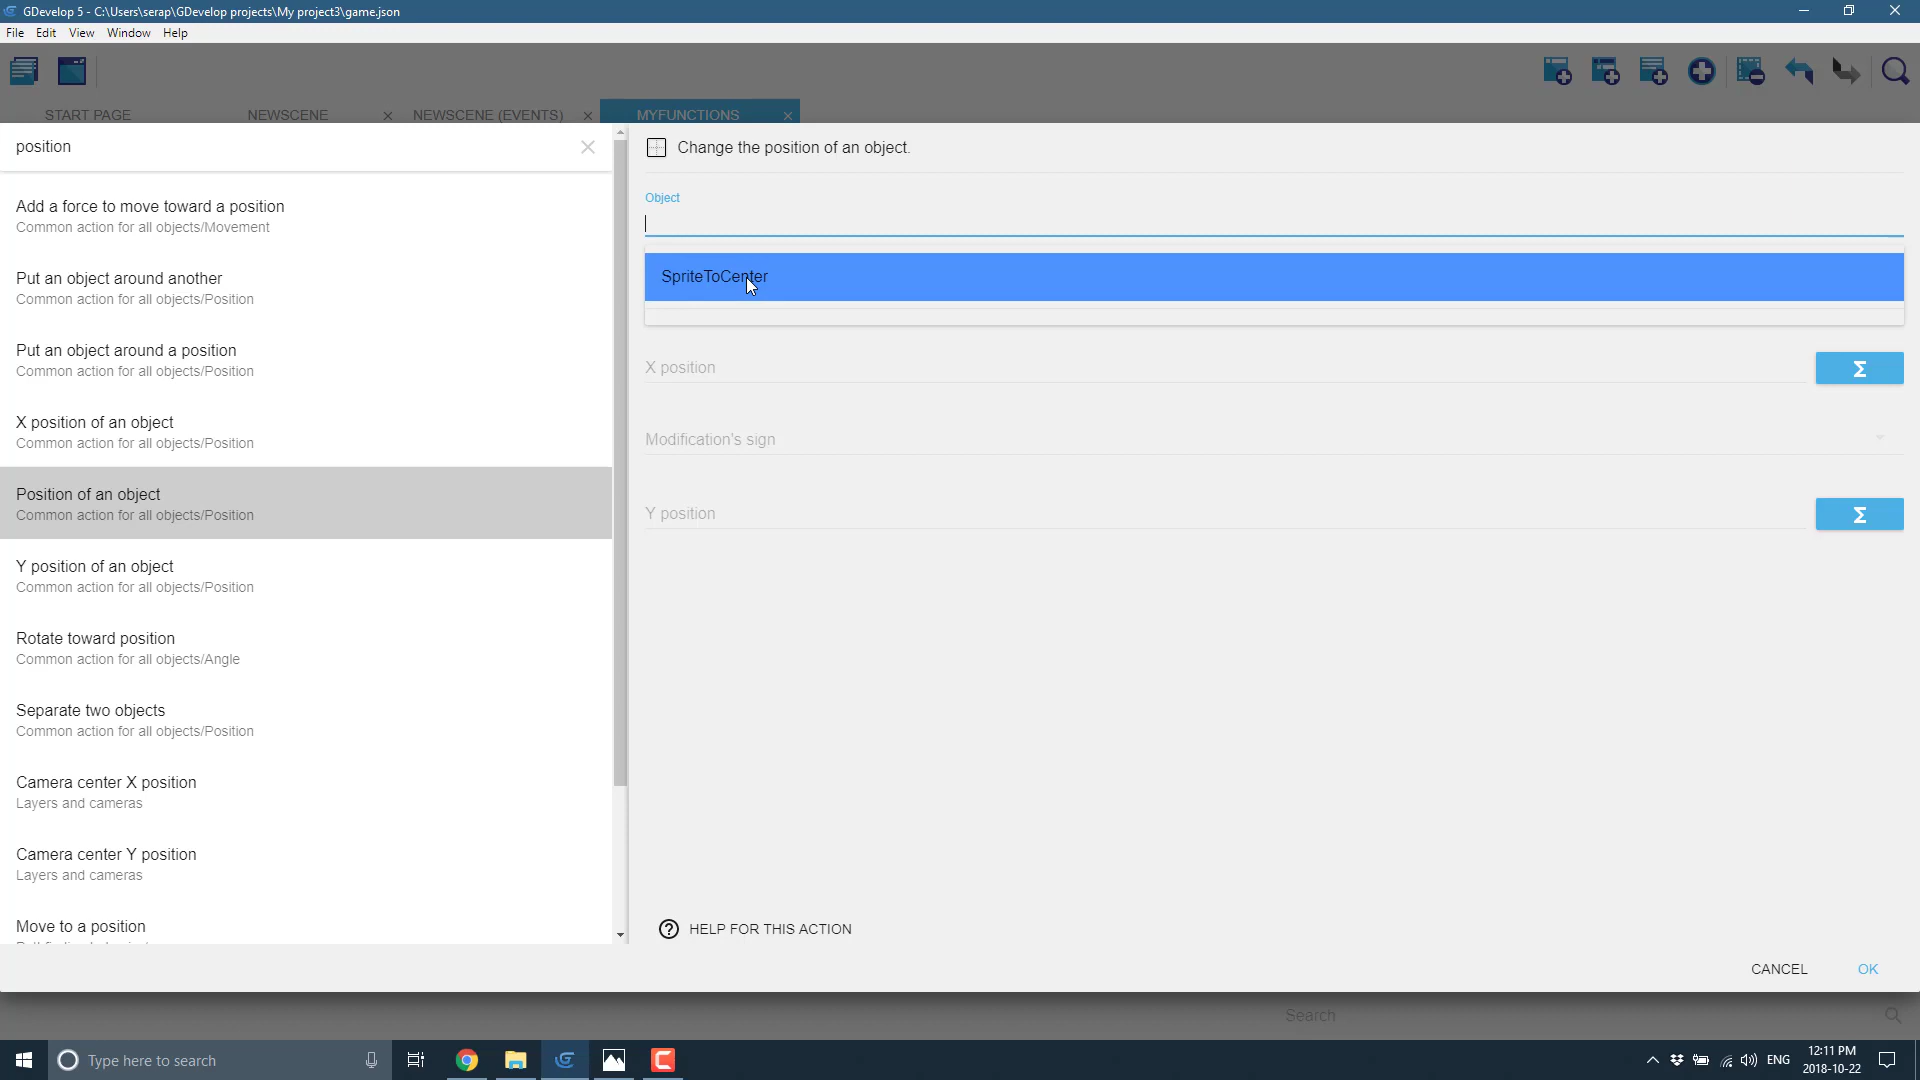 GDevelop 5 - C:\Users\serap\GDevelop projects\My project3\game.json
File Edit View Window Help
START PAGE NEWSCENE NEWSCENE (EVENTS) MYFUNCTIONS
position
Add a force to move toward a position
Common action for all objects/Movement
Put an object around another
Common action for all objects/Position
Put an object around a position
Common action for all objects/Position
X position of an object
Common action for all objects/Position
Position of an object
Common action for all objects/Position
Y position of an object
Common action for all objects/Position
Rotate toward position
Common action for all objects/Angle
Separate two objects
Common action for all objects/Position
Camera center X position
Layers and cameras
Camera center Y position
Layers and cameras
Move to a position
Change the position of an object.
Object
SpriteToCenter
X position
Σ
Modification's sign
Y position
Σ
HELP FOR THIS ACTION
CANCEL OK
Search
Type here to search
ENG
12:11 PM
2018-10-22